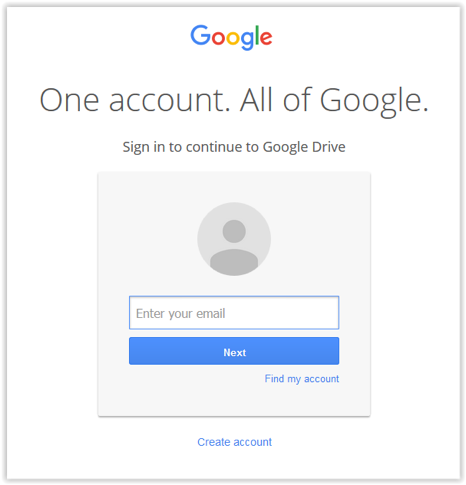 Google
One account. All of Google.
Sign in to continue to Google Drive
Enter your email
Next
Find my account
Create account